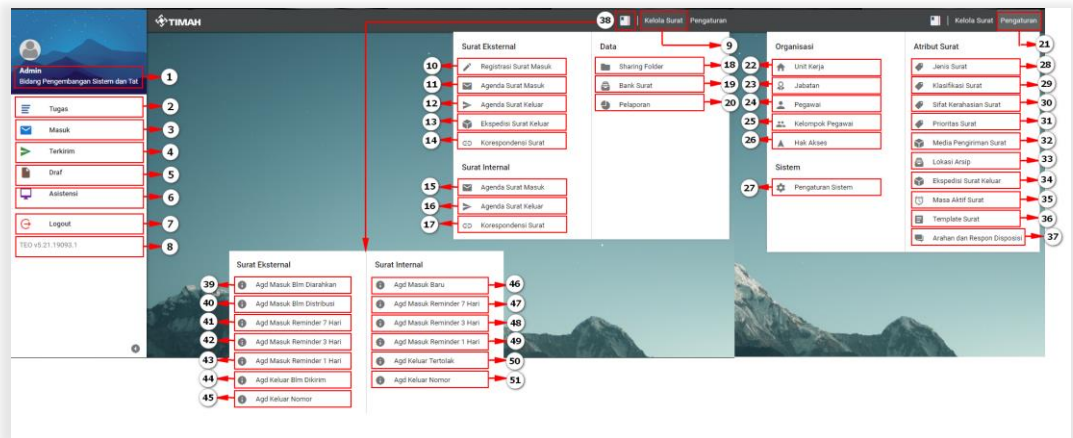 TIMAH
38
Kelola Surat
Pengaturan
Kelola Surat
Pengaturan
Admin
Bidang Pengembangan Sistem dan Tat
1
Tugas
2
Masuk
3
Terkirim
4
Draf
5
Asistensi
6
Logout
7
TEO v5.21.19093.1
8
Surat Eksternal
10
Registrasi Surat Masuk
11
Agenda Surat Masuk
12
Agenda Surat Keluar
13
Ekspedisi Surat Keluar
14
Korespondensi Surat
Surat Internal
15
Agenda Surat Masuk
16
Agenda Surat Keluar
17
Korespondensi Surat
Data
9
Sharing Folder
18
Bank Surat
19
Pelaporan
20
Organisasi
22
Unit Kerja
23
Jabatan
24
Pegawai
25
Kelompok Pegawai
26
Hak Akses
Sistem
27
Pengaturan Sistem
Atribut Surat
21
Jenis Surat
28
Klasifikasi Surat
29
Sifat Kerahasian Surat
30
Prioritas Surat
31
Media Pengiriman Surat
32
Lokasi Arsip
33
Ekspedisi Surat Keluar
34
Masa Aktif Surat
35
Template Surat
36
Arahan dan Respon Disposisi
37
Surat Eksternal
39
Agd Masuk Blm Diarahkan
40
Agd Masuk Blm Distribusi
41
Agd Masuk Reminder 7 Hari
42
Agd Masuk Reminder 3 Hari
43
Agd Masuk Reminder 1 Hari
44
Agd Keluar Blm Dikirim
45
Agd Keluar Nomor
Surat Internal
Agd Masuk Baru
46
Agd Masuk Reminder 7 Hari
47
Agd Masuk Reminder 3 Hari
48
Agd Masuk Reminder 1 Hari
49
Agd Keluar Tertolak
50
Agd Keluar Nomor
51